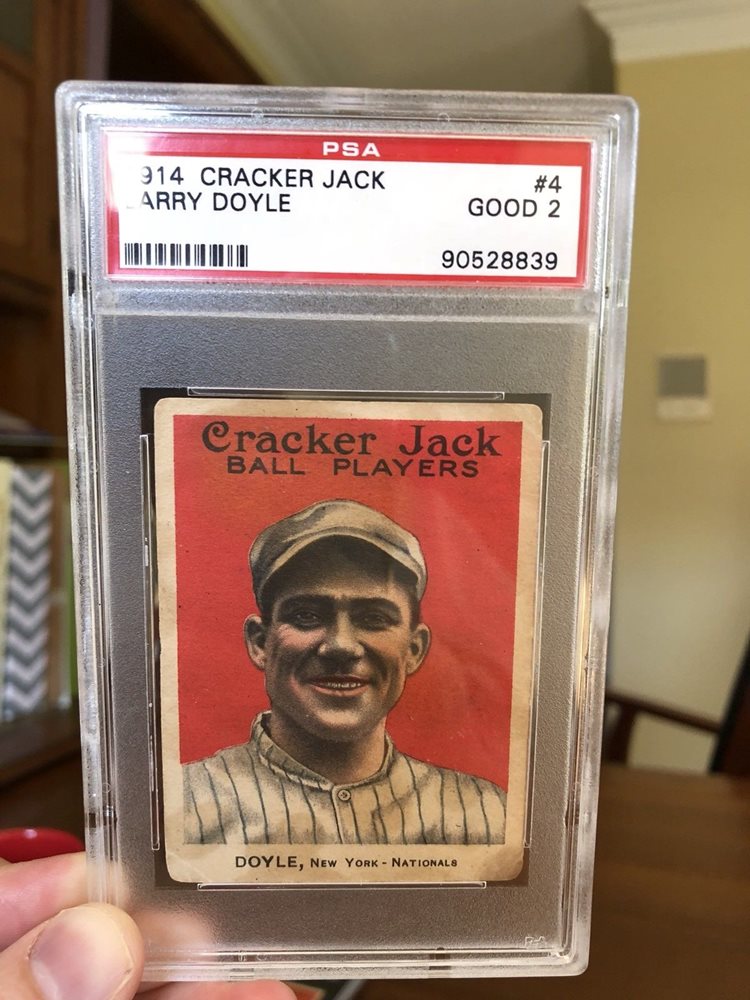 PSA
914 CRACKER JACK #4
ARRY DOYLE GOOD 2
90528839
Cracker Jack
BALL PLAYERS
DOYLE, NEW YORK - NATIONALS